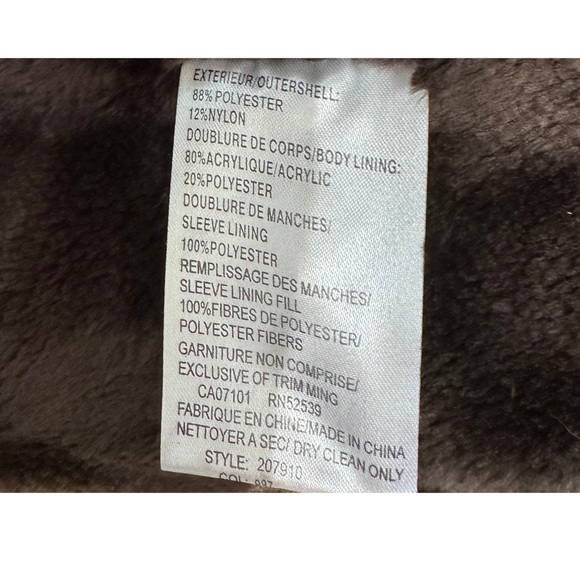 EXTERIEUR/OUTERSHELL:
88% POLYESTER
12%NYLON
DOUBLURE DE CORPS/BODY LINING:
80%ACRYLIQUE/ACRYLIC
20%POLYESTER
DOUBLURE DE MANCHES/
SLEEVE LINING
100%POLYESTER
REMPLISSAGE DES MANCHES/
SLEEVE LINING FILL
100%FIBRES DE POLYESTER/
POLYESTER FIBERS
GARNITURE NON COMPRISE/
EXCLUSIVE OF TRIM MING
CA07101 RN52539
FABRIQUE EN CHINE/MADE IN CHINA
NETTOYER A SEC/ DRY CLEAN ONLY
STYLE: 207910